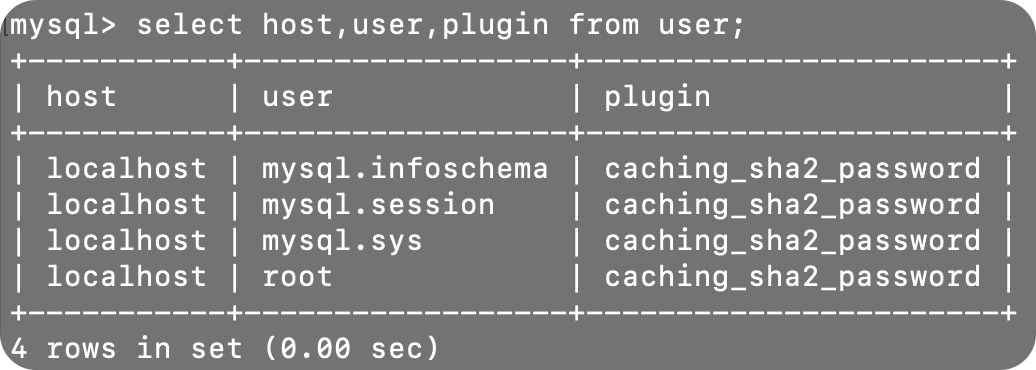 mysql> select host,user,plugin from user;
+-----------+------------------+-----------------------+
| host      | user             | plugin                |
+-----------+------------------+-----------------------+
| localhost | mysql.infoschema | caching_sha2_password |
| localhost | mysql.session    | caching_sha2_password |
| localhost | mysql.sys        | caching_sha2_password |
| localhost | root             | caching_sha2_password |
+-----------+------------------+-----------------------+
4 rows in set (0.00 sec)